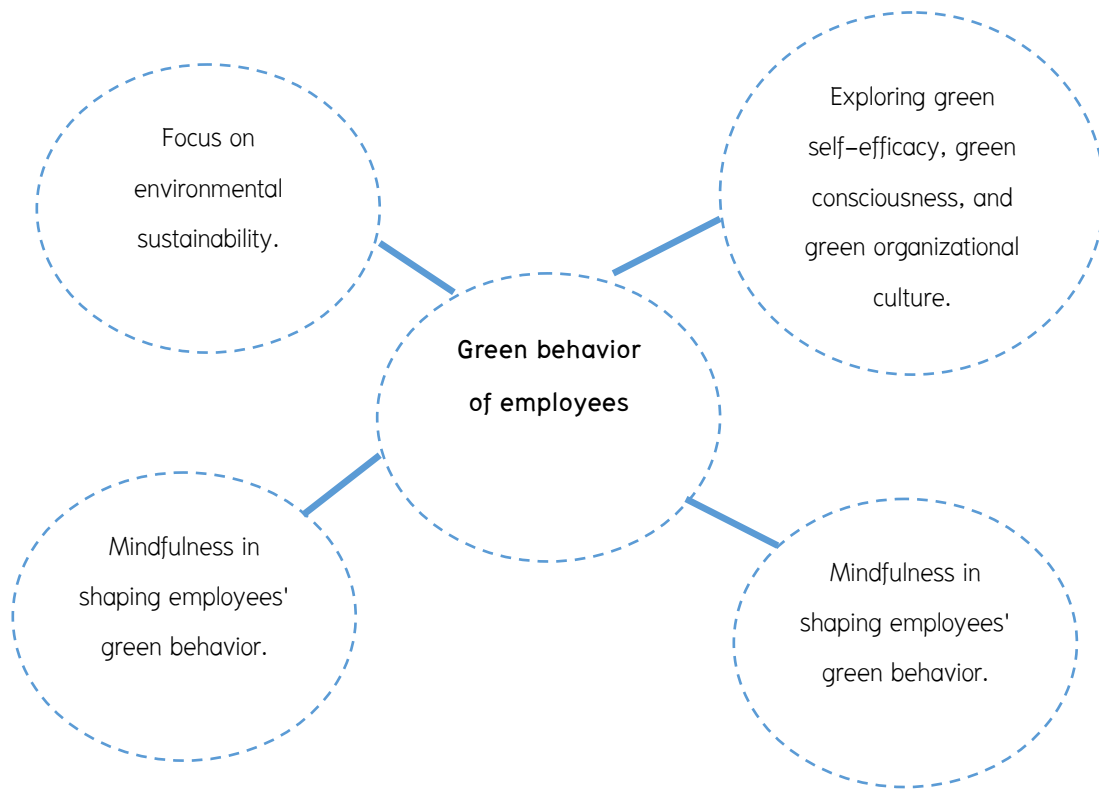 Focus on
environmental
sustainability.
Exploring green
self-efficacy, green
consciousness, and
green organizational
culture.
Green behavior
of employees
Mindfulness in
shaping employees'
green behavior.
Mindfulness in
shaping employees'
green behavior.